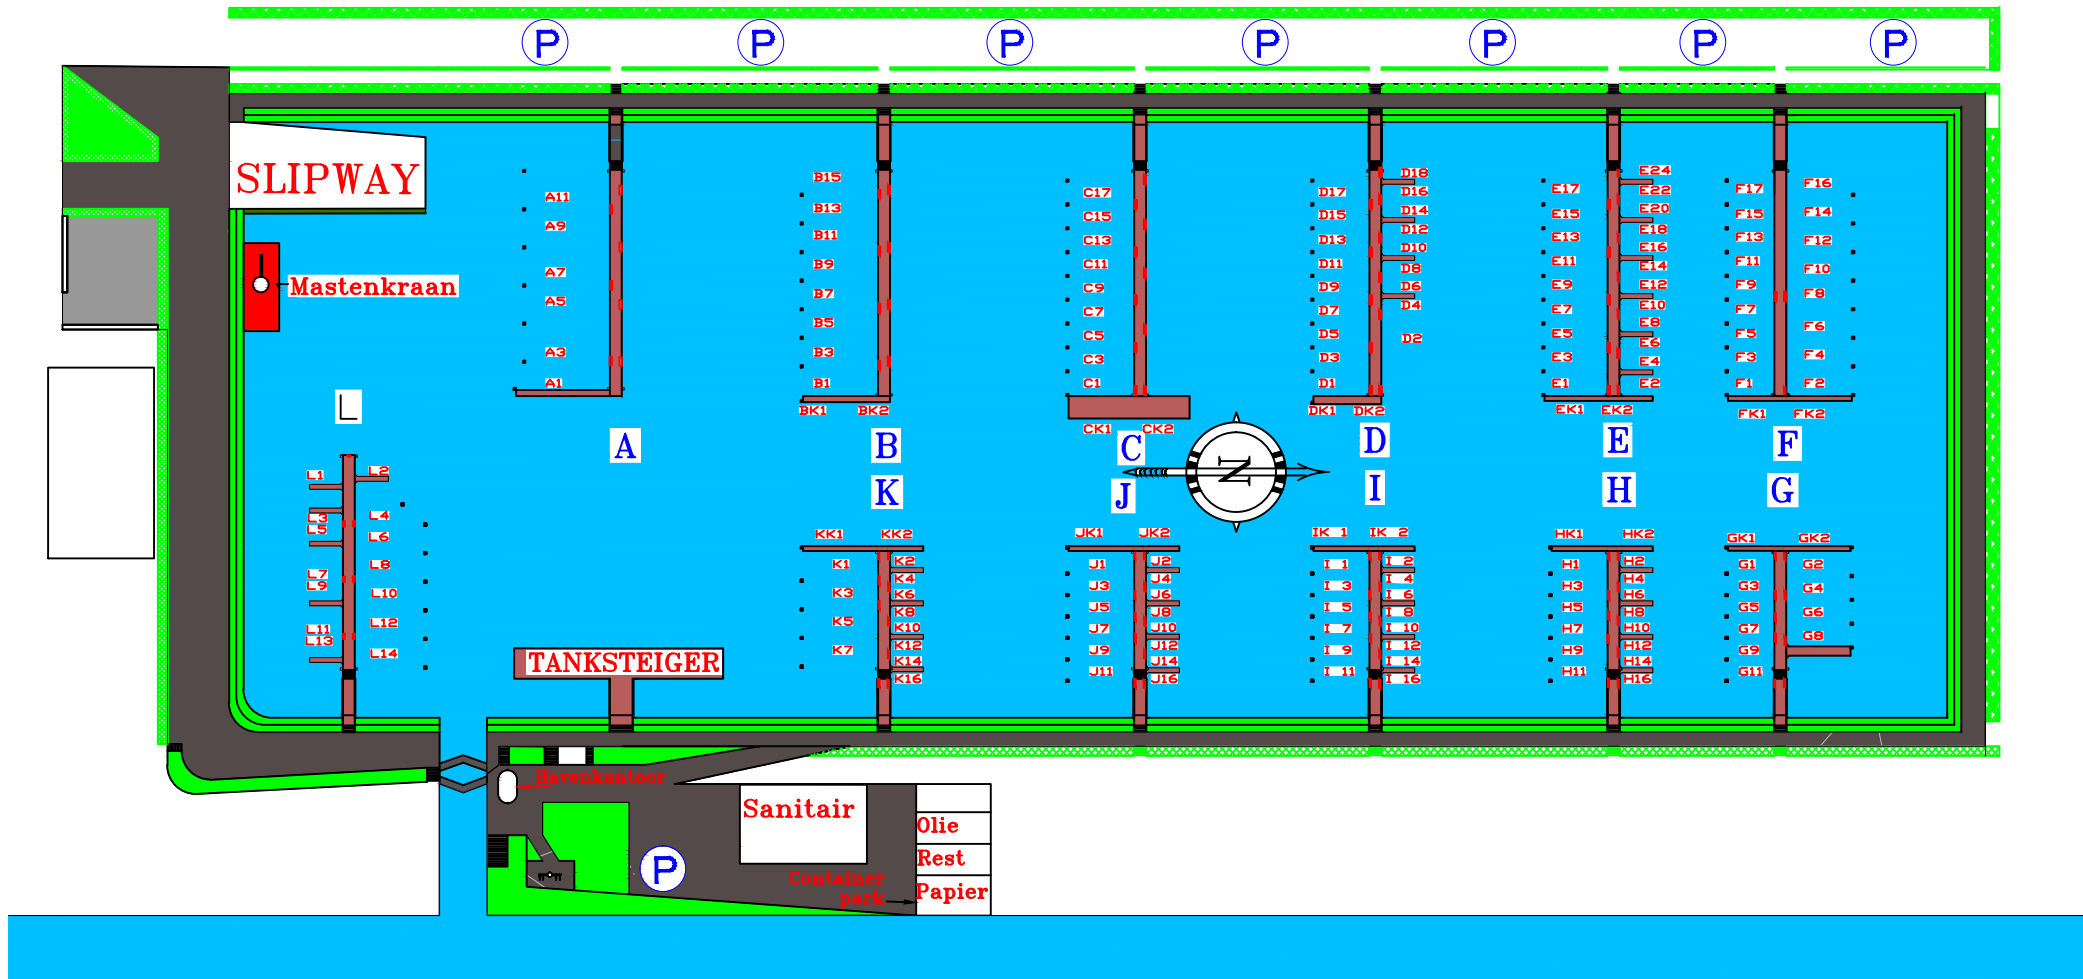 P P P P P P P
SLIPWAY
Mastenkraan
A11
A9
A7
A5
A3
A1
B15
B13
B11
B9
B7
B5
B3
B1
BK1 BK2
C17
C15
C13
C11
C9
C7
C5
C3
C1
CK1 CK2
D17
D15
D13
D11
D9
D7
D5
D3
D1
DK1 DK2
D18
D16
D14
D12
D10
D8
D6
D4
D2
E17
E15
E13
E11
E9
E7
E5
E3
E1
EK1 EK2
E24
E22
E20
E18
E16
E14
E12
E10
E8
E6
E4
E2
F17
F15
F13
F11
F9
F7
F5
F3
F1
FK1 FK2
F16
F14
F12
F10
F8
F6
F4
F2
L
A
B
C
D
E
F
K
J
N
I
H
G
L1
L3
L5
L7
L9
L11
L13
L2
L4
L6
L8
L10
L12
L14
TANKSTEIGER
KK1 KK2
K1
K3
K5
K7
K2
K4
K6
K8
K10
K12
K14
K16
JK1 JK2
J1
J3
J5
J7
J9
J11
J2
J4
J6
J8
J10
J12
J14
J16
IK 1 IK 2
I 1
I 3
I 5
I 7
I 9
I 11
I 2
I 4
I 6
I 8
I 10
I 12
I 14
I 16
HK1 HK2
H1
H3
H5
H7
H9
H11
H2
H4
H6
H8
H10
H12
H14
H16
GK1 GK2
G1
G3
G5
G7
G9
G11
G2
G4
G6
G8
Havenkantoor
Sanitair
P
Olie
Rest
Papier
Container
park